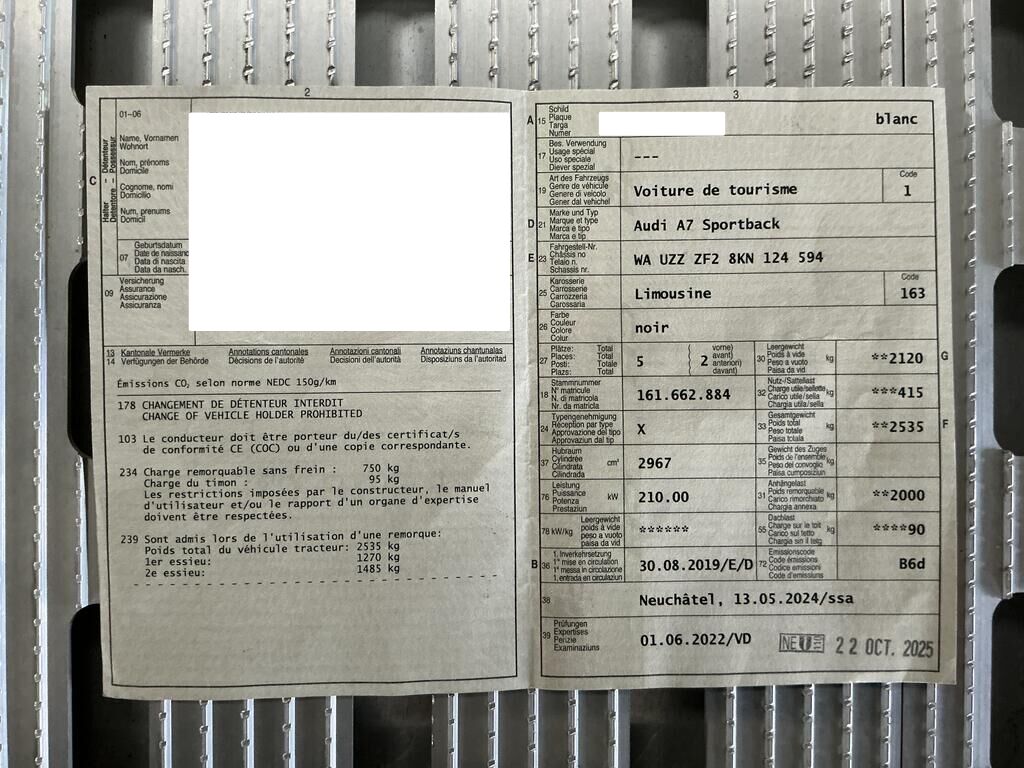 2
01-06
Halter – Détenteur
Detentore – Possessur
C
Name, Vornamen
Wohnort
Nom, prénoms
Domicile
Cognome, nomi
Domicilio
Num, prenums
Domicil
07
Geburtsdatum
Date de naissanc
Data di nascita
Data da nasch.
09
Versicherung
Assurance
Assicurazione
Assicuranza
13 Kantonale Vermerke Annotations cantonales Annotazioni cantonali Annotaziuns chantunalas
14 Verfügungen der Behörde Décisions de l'autorité Decisioni dell'autorità Disposiziuns da l'autoritad
Émissions CO, selon norme NEDC 150g/km
178 CHANGEMENT DE DÉTENTEUR INTERDIT
CHANGE OF VEHICLE HOLDER PROHIBITED
103 Le conducteur doit être porteur du/des certificat/s
de conformité CE (COC) ou d'une copie correspondante.
234 Charge remorquable sans frein : 750 kg
Charge du timon : 95 kg
Les restrictions imposées par le constructeur, le manuel
d'utilisateur et/ou le rapport d'un organe d'expertise
doivent être respectées.
239 Sont admis lors de l'utilisation d'une remorque:
Poids total du véhicule tracteur: 2535 kg
1er essieu: 1270 kg
2e essieu: 1485 kg
3
A 15
Schild
Plaque
Targa
Numer
blanc
17
Bes. Verwendung
Usage spécial
Uso speciale
Diever spezial
---
19
Art des Fahrzeugs
Genre de véhicule
Genere di veicolo
Gener dal vehichel
Voiture de tourisme
Code
1
D 21
Marke und Typ
Marque et type
Marca e tipo
Marca e tip
Audi A7 Sportback
E 23
Fahrgestell-Nr.
Châssis no
Telaio n.
Schassis nr.
WA UZZ ZF2 8KN 124 594
25
Karosserie
Carrosserie
Carrozzeria
Carossaria
Limousine
Code
163
26
Farbe
Couleur
Colore
Colur
noir
27
Plätze: Total
Places: Total
Posti: Totale
Plazs: Total
5
2
vorne)
avant)
anteriori)
davant)
30
Leergewicht
Poids à vide
Peso a vuoto
Paisa da vid
kg
**2120
G
18
Stammnummer
N° matricule
N. di matricola
Nr. da matricla
161.662.884
32
Nutz-/Sattellast
Charge utile/sellette
Carico utile/sella
Chargia utila/sella
kg
***415
24
Typengenehmigung
Réception par type
Approvazione del tipo
Approvaziun dal tip
X
33
Gesamtgewicht
Poids total
Peso totale
Paisa totala
kg
**2535
F
37
Hubraum
Cylindrée
Cilindrata
Cilindrada
cm³
2967
35
Gewicht des Zuges
Poids de l'ensemble
Peso del convoglio
Paisa cumposiziun
kg
76
Leistung
Puissance
Potenza
Prestaziun
kW
210.00
31
Anhängelast
Poids remorquable
Carico rimorchiato
Chargia annexa
kg
**2000
78 kW/kg
Leergewicht
poids à vide
peso a vuoto
paisa da vid
******
55
Dachlast
Charge sur le toit
Carico sul tetto
Chargia sin il tetg
kg
****90
B 36
1. Inverkehrsetzung
1re mise en circulation
1a messa in circolazione
1. entrada en circulaziun
30.08.2019/E/D
72
Emissionscode
Code émissions
Codice emissioni
Code d'emissiuns
B6d
38
Neuchâtel, 13.05.2024/ssa
39
Prüfungen
Expertises
Perizie
Examinaziuns
01.06.2022/VD
NE
22 OCT. 2025